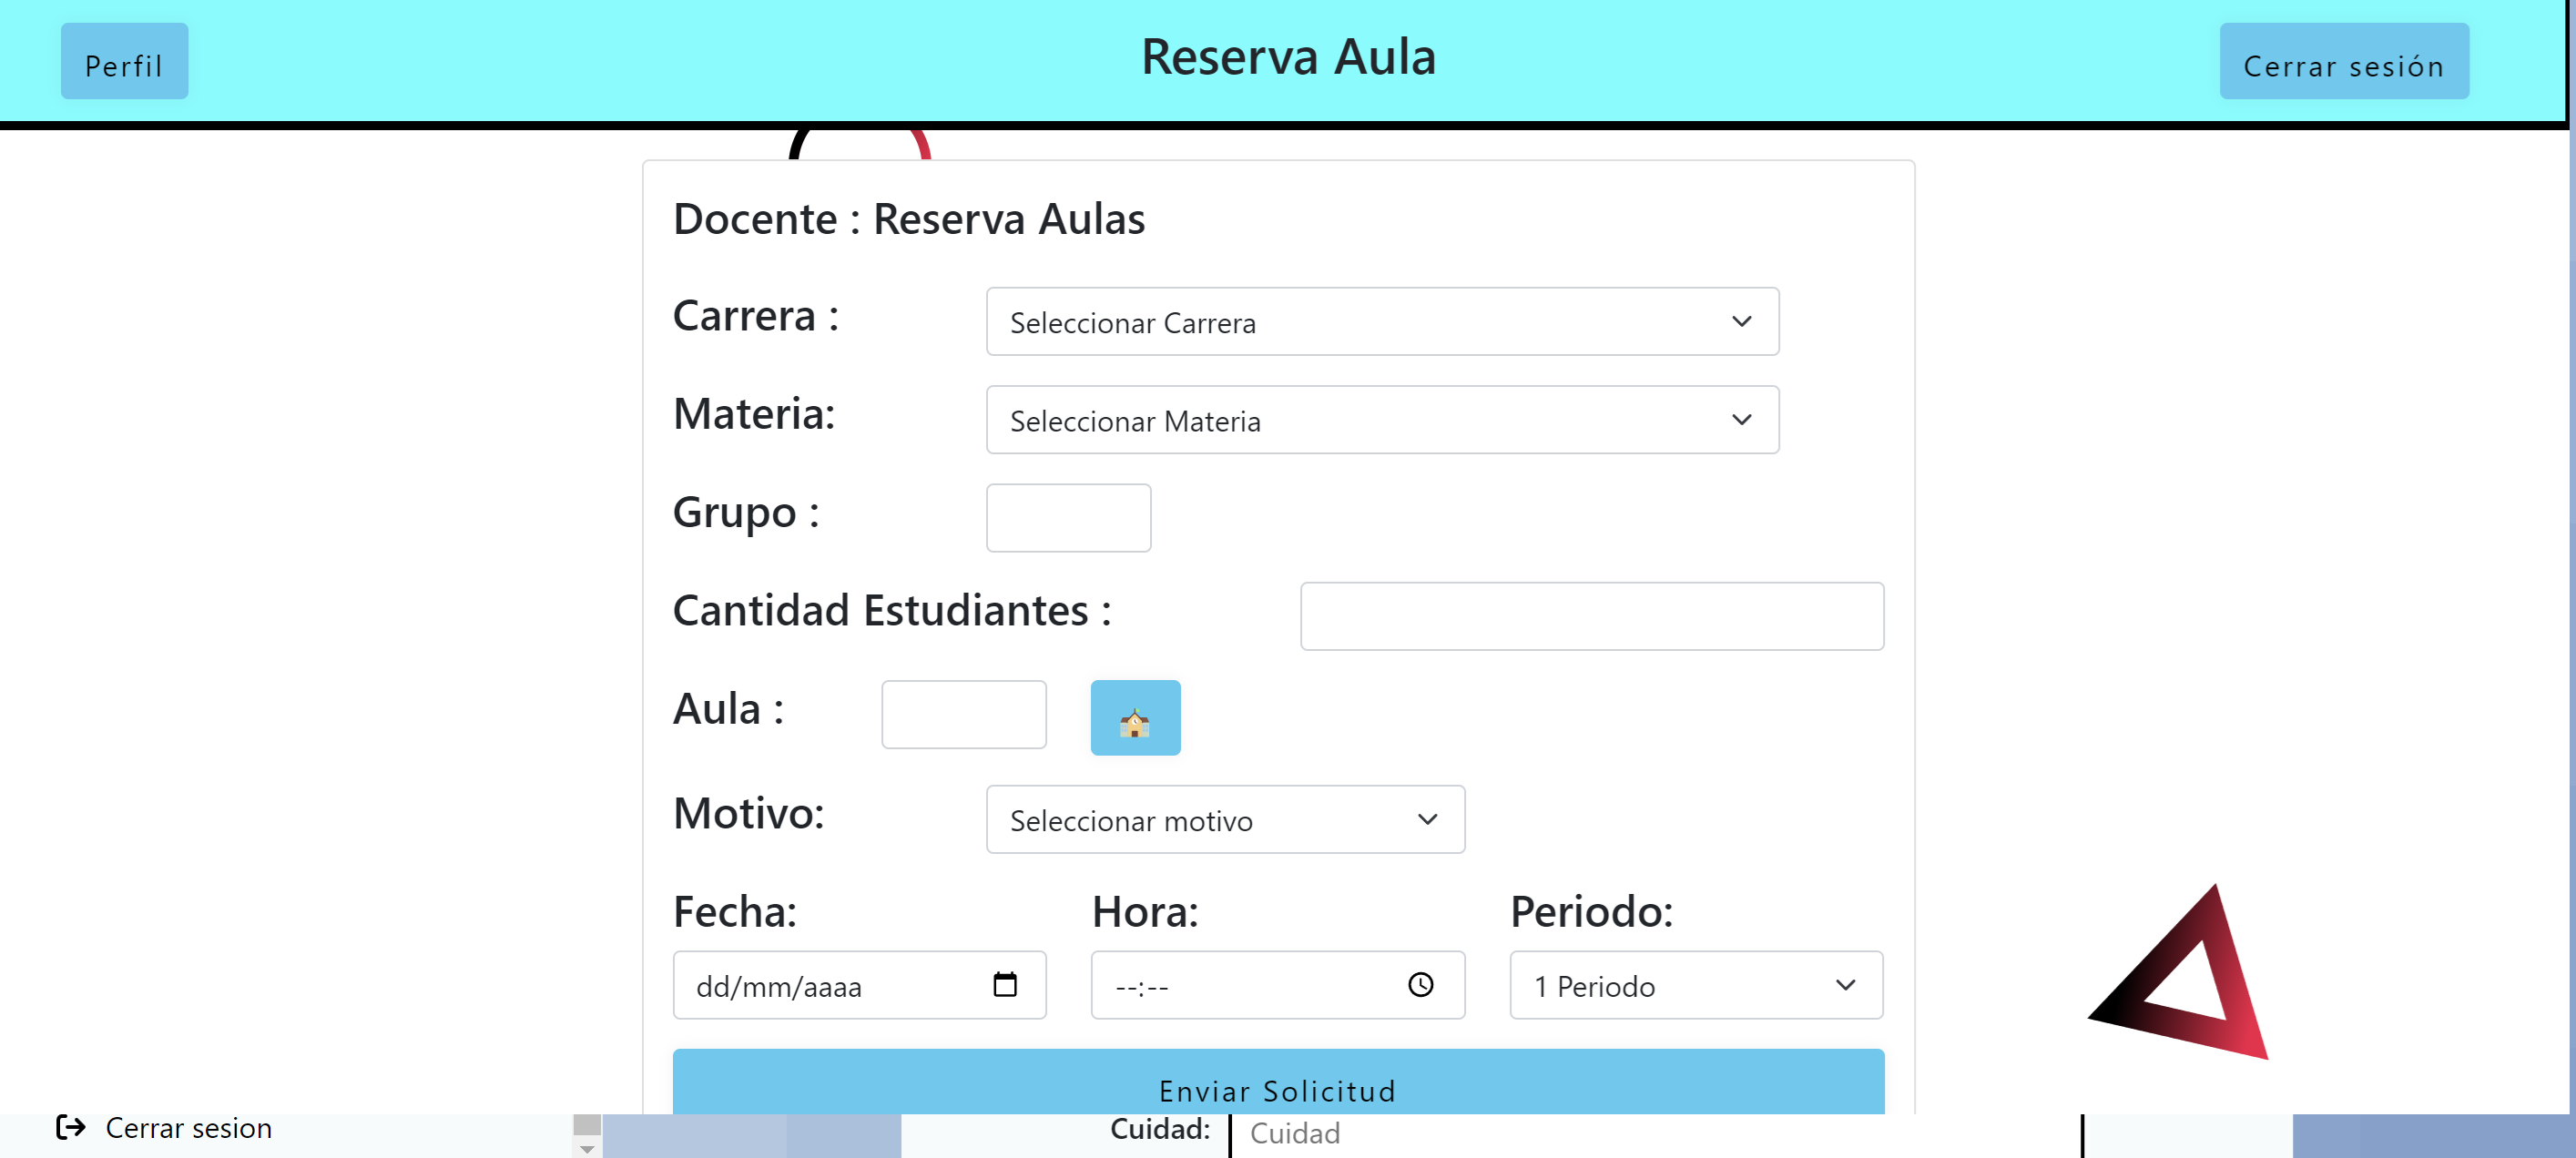 Perfil
Reserva Aula
Cerrar sesión
Docente : Reserva Aulas
Carrera :
Seleccionar Carrera
Materia:
Seleccionar Materia
Grupo :
Cantidad Estudiantes :
Aula :
Motivo:
Seleccionar motivo
Fecha:
Hora:
Periodo:
dd/mm/aaaa
--:--
1 Periodo
Enviar Solicitud
Cerrar sesion
Cuidad:
Cuidad